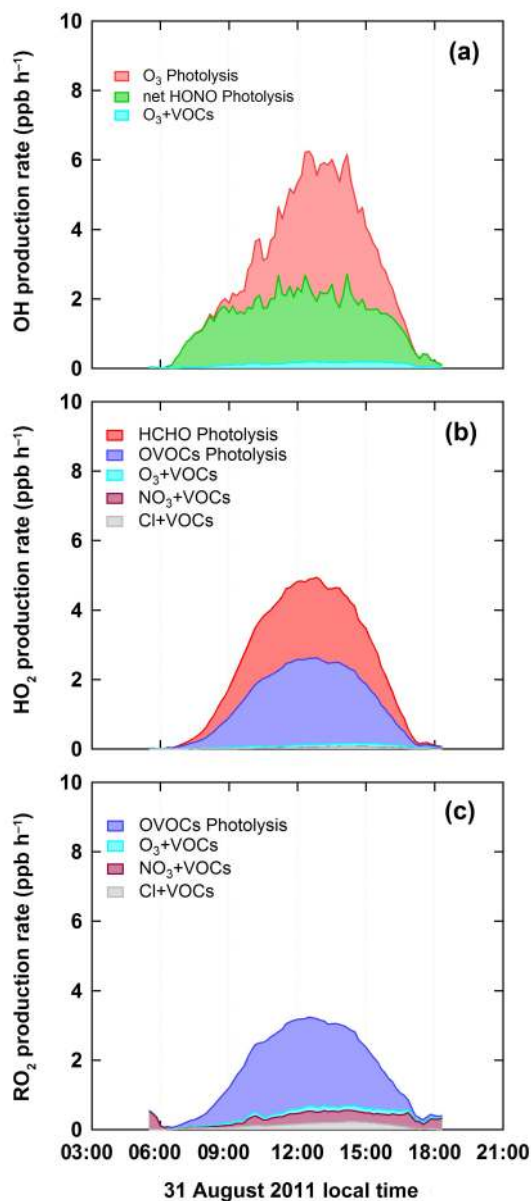 (a)
OH production rate (ppb h⁻¹)
10
8
6
4
2
0
O₃ Photolysis
net HONO Photolysis
O₃+VOCs
(b)
HO₂ production rate (ppb h⁻¹)
10
8
6
4
2
0
HCHO Photolysis
OVOCs Photolysis
O₃+VOCs
NO₃+VOCs
Cl+VOCs
(c)
RO₂ production rate (ppb h⁻¹)
10
8
6
4
2
0
OVOCs Photolysis
O₃+VOCs
NO₃+VOCs
Cl+VOCs
03:00 06:00 09:00 12:00 15:00 18:00 21:00
31 August 2011 local time